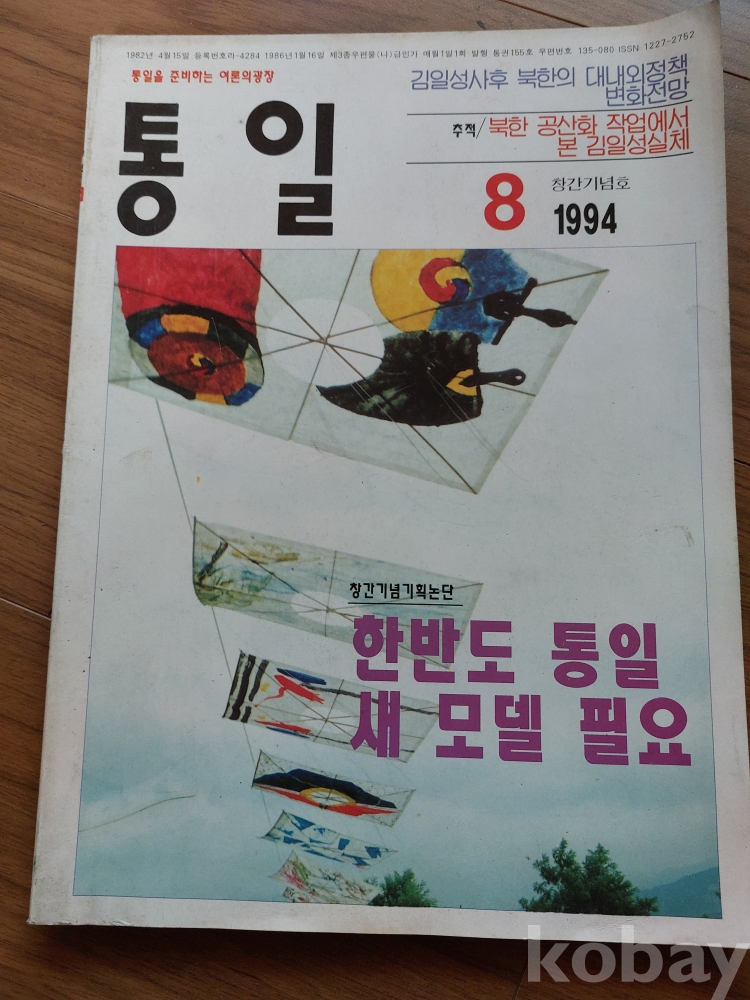 1982년 4월15일 등록번호라-4284 1986년1월16일 제3종우편물(나)급인가 매월1일1회 발행 통권155호 우편번호 135-080 ISSN 1227-2752
통일을 준비하는 여론의광장
통일
김일성사후 북한의 대내외정책
변화전망
추적/북한 공산화 작업에서
본 김일성실체
8 창간기념호
1994
창간기념기획논단
한반도 통일
새 모델 필요
kobay